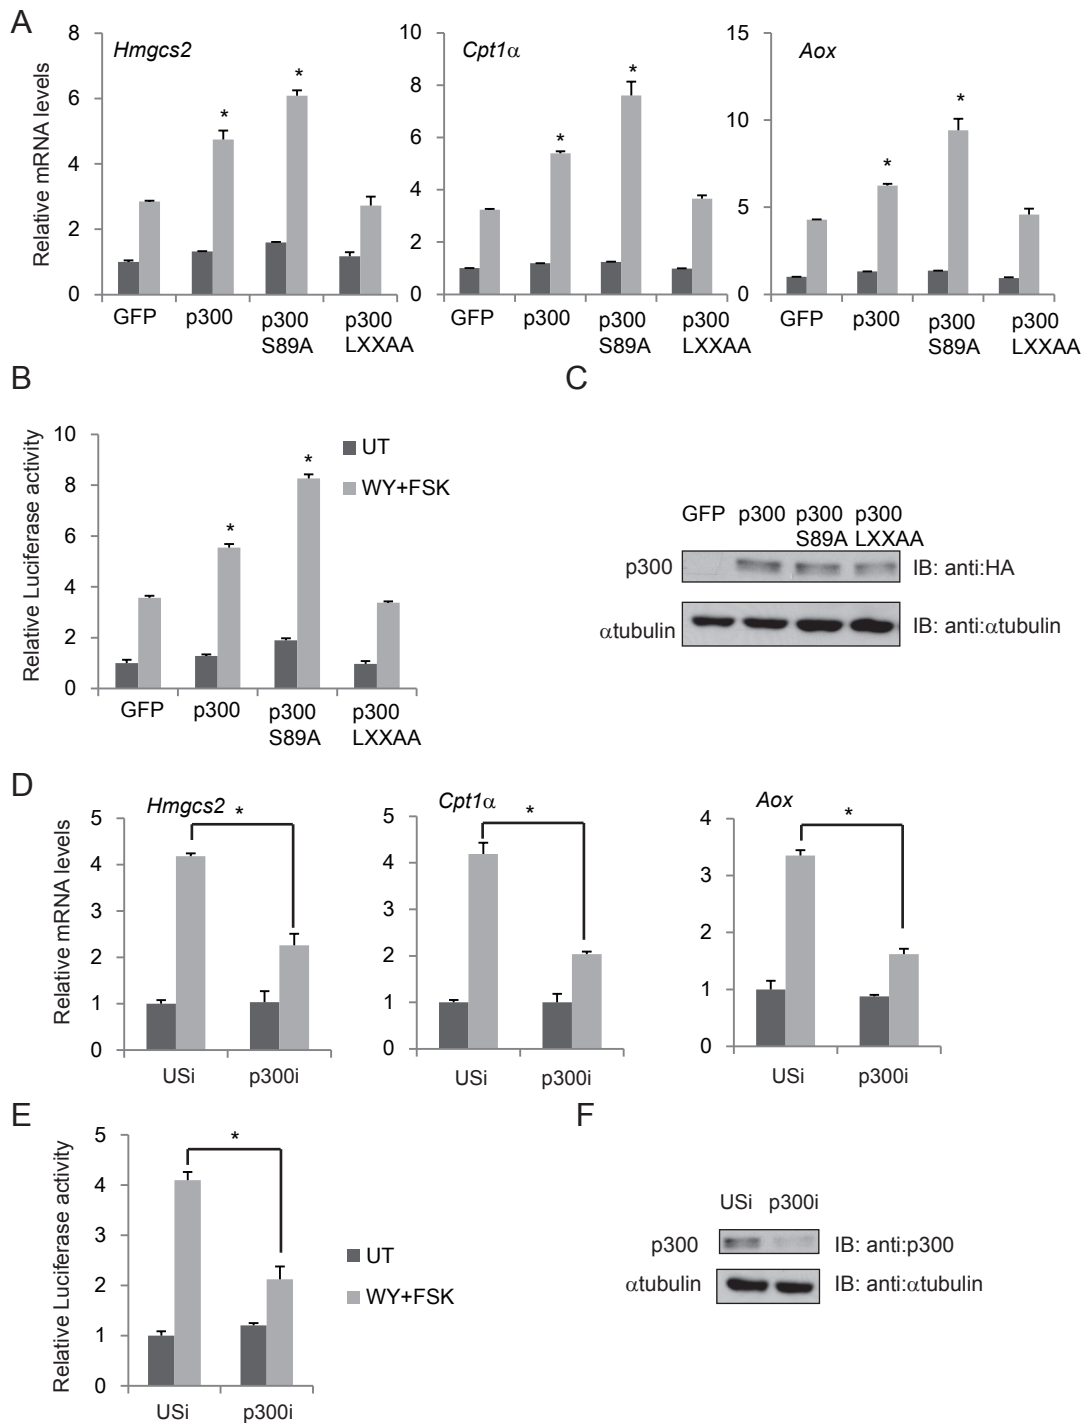 A
Hmgcs2
Cpt1α
Aox
Relative mRNA levels
8
6
4
2
0
10
8
6
4
2
0
15
10
5
0
*
*
*
*
*
*
GFP
p300
p300
S89A
p300
LXXAA
GFP
p300
p300
S89A
p300
LXXAA
GFP
p300
p300
S89A
p300
LXXAA
B
Relative Luciferase activity
10
8
6
4
2
0
*
*
UT
WY+FSK
GFP
p300
p300
S89A
p300
LXXAA
C
GFP
p300
p300
S89A
p300
LXXAA
p300
IB: anti:HA
αtubulin
IB: anti:αtubulin
D
Hmgcs2
Cpt1α
Aox
Relative mRNA levels
5
4
3
2
1
0
*
USi
p300i
5
4
3
2
1
0
*
USi
p300i
4
3
2
1
0
*
USi
p300i
E
Relative Luciferase activity
5
4
3
2
1
0
*
UT
WY+FSK
USi
p300i
F
USi
p300i
p300
IB: anti:p300
αtubulin
IB: anti:αtubulin